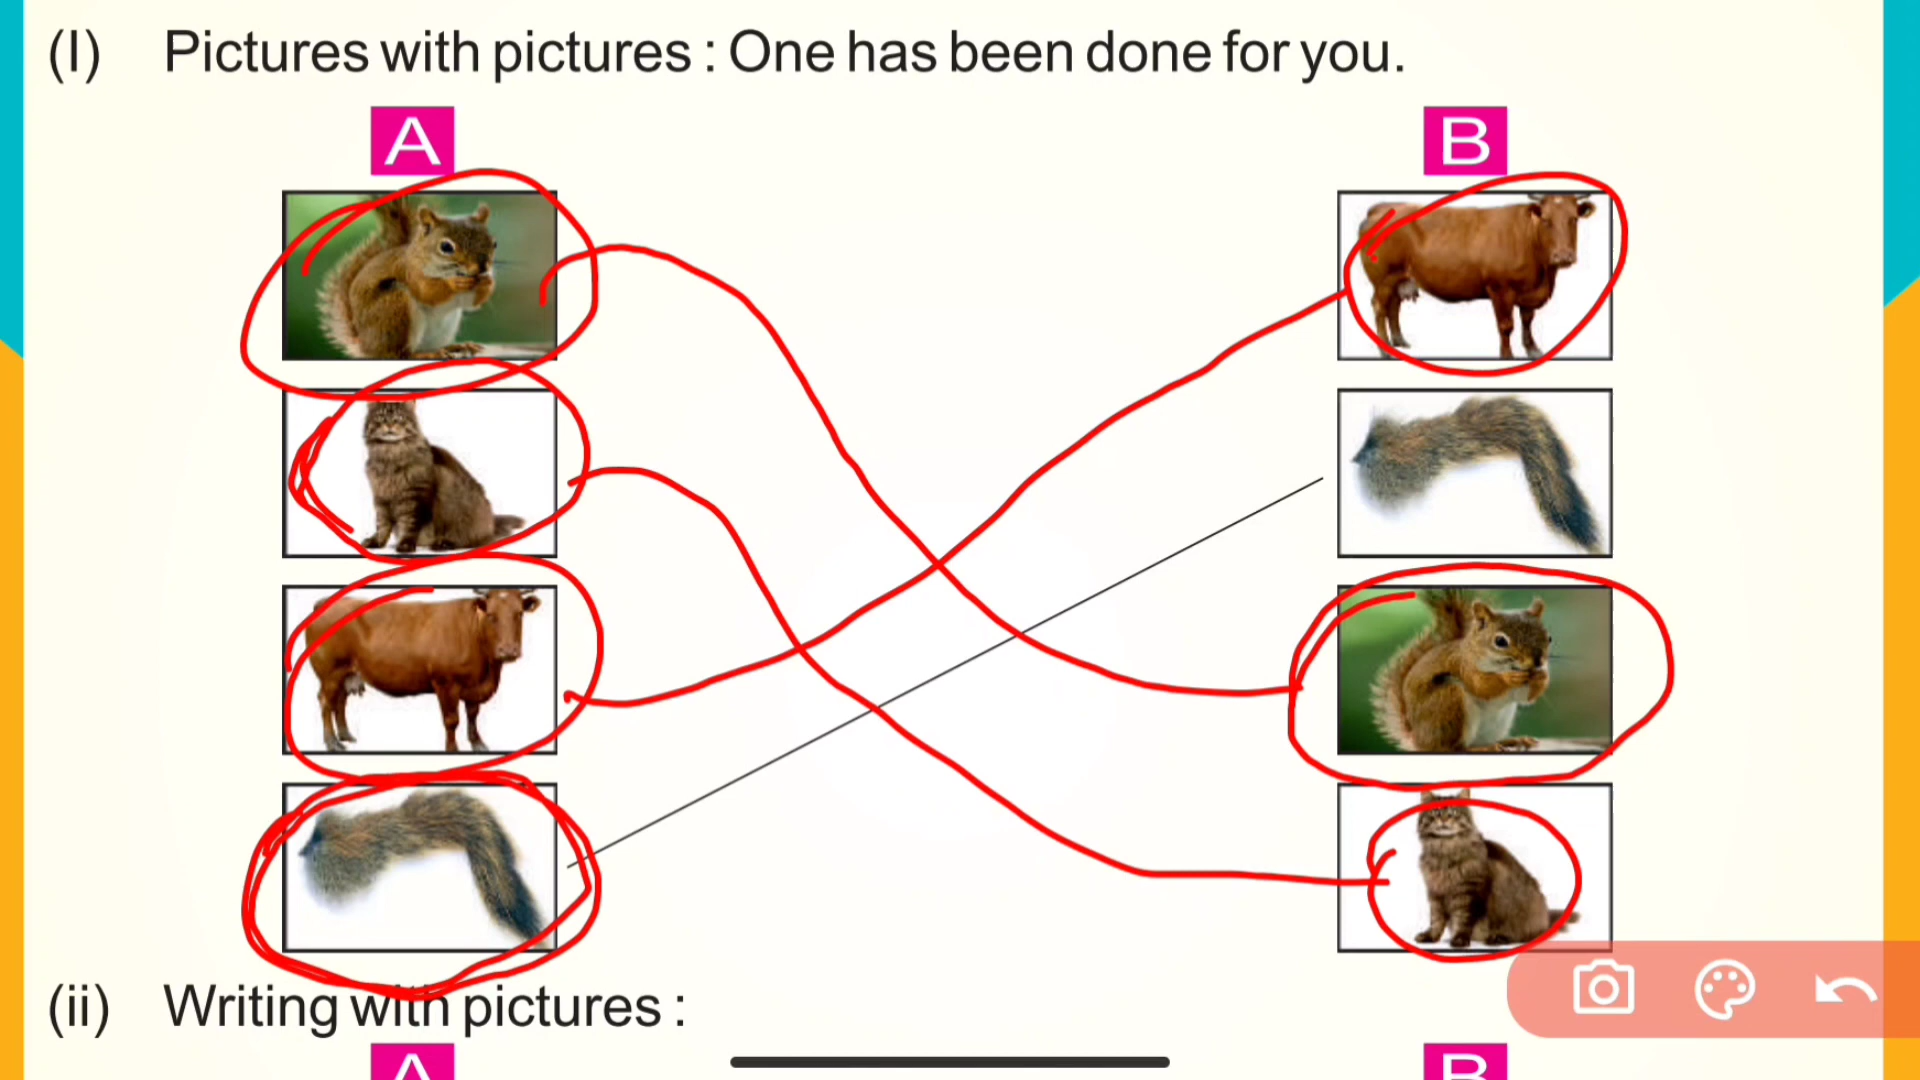 (I) Pictures with pictures : One has been done for you.
A B
(ii) Writing with pictures :
A B